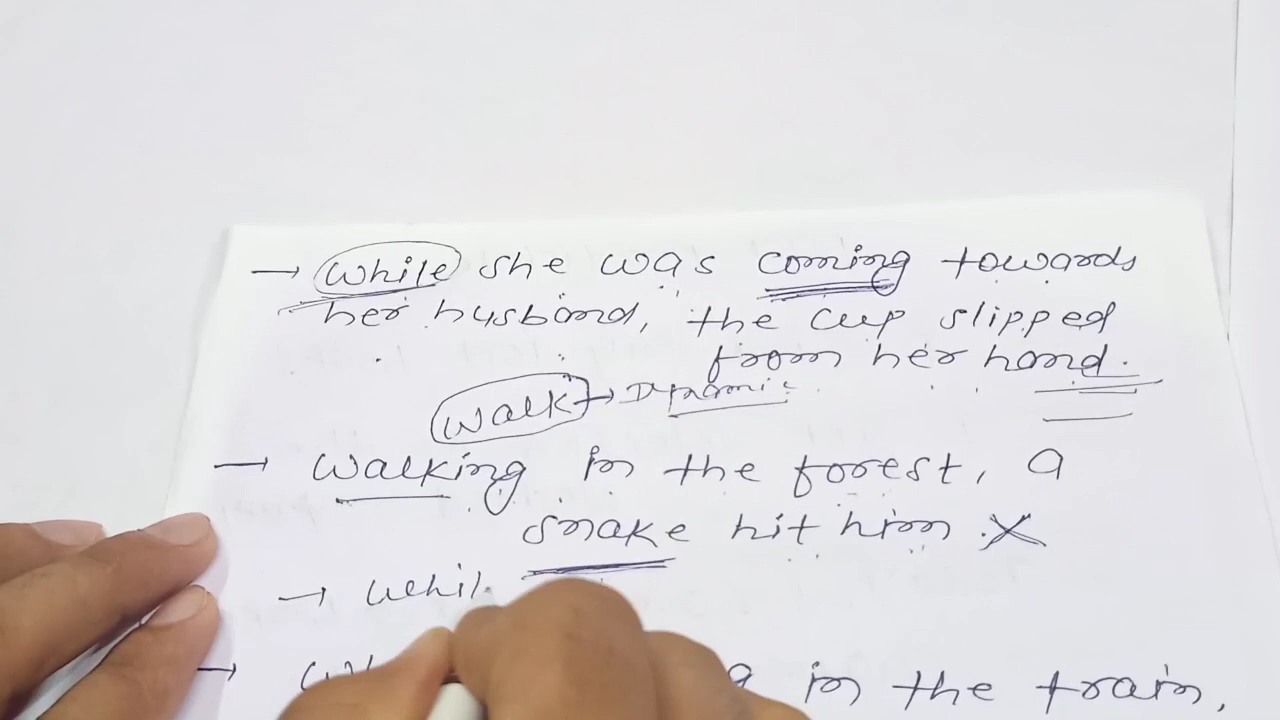 → While she was coming towards
her husband, the cup slipped
from her hand.
Walk → Dynamic
→ Walking in the forest, a
snake hit him. X
→ Whil
→ in the train,